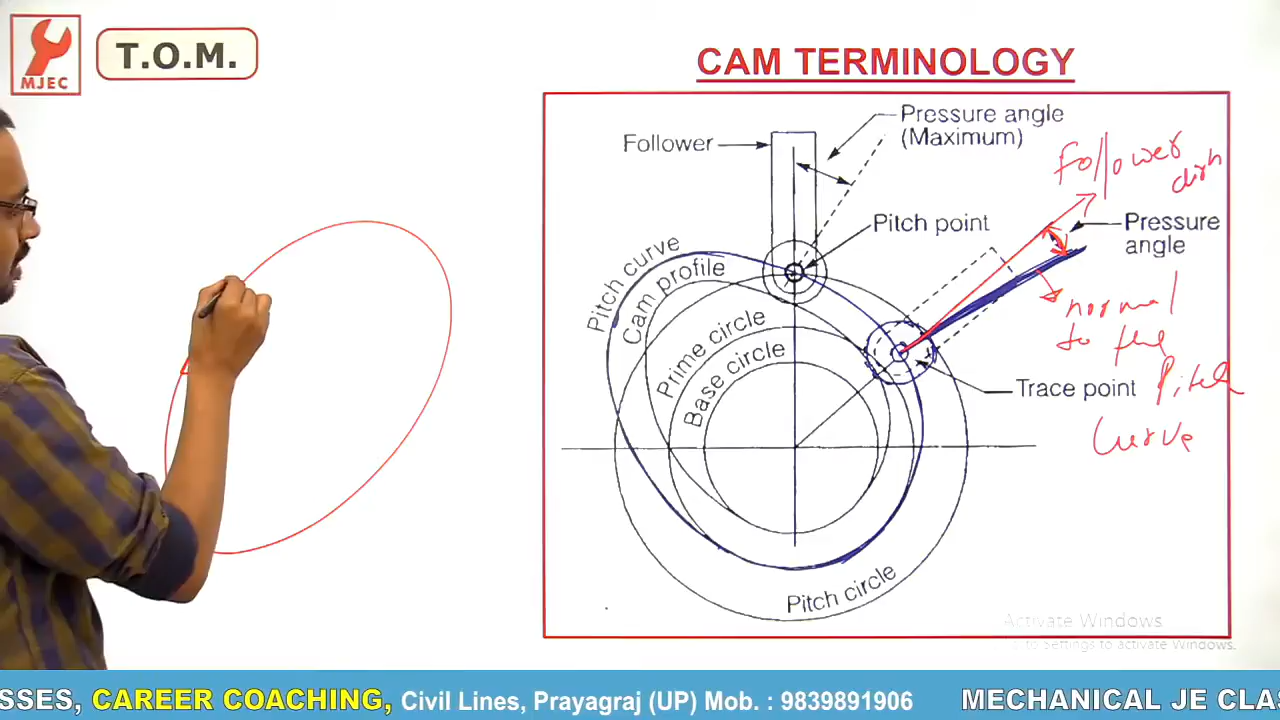 MJEC
T.O.M.
CAM TERMINOLOGY
Follower
Pressure angle
(Maximum)
Follower
dirn
Pitch point
Pressure
angle
Pitch curve
Cam profile
Prime circle
Base circle
normal
to the
Pitch
Curve
Trace point
Pitch circle
Activate Windows
to Settings to activate Windows.
SSES, CAREER COACHING, Civil Lines, Prayagraj (UP) Mob. : 9839891906 MECHANICAL JE CLA